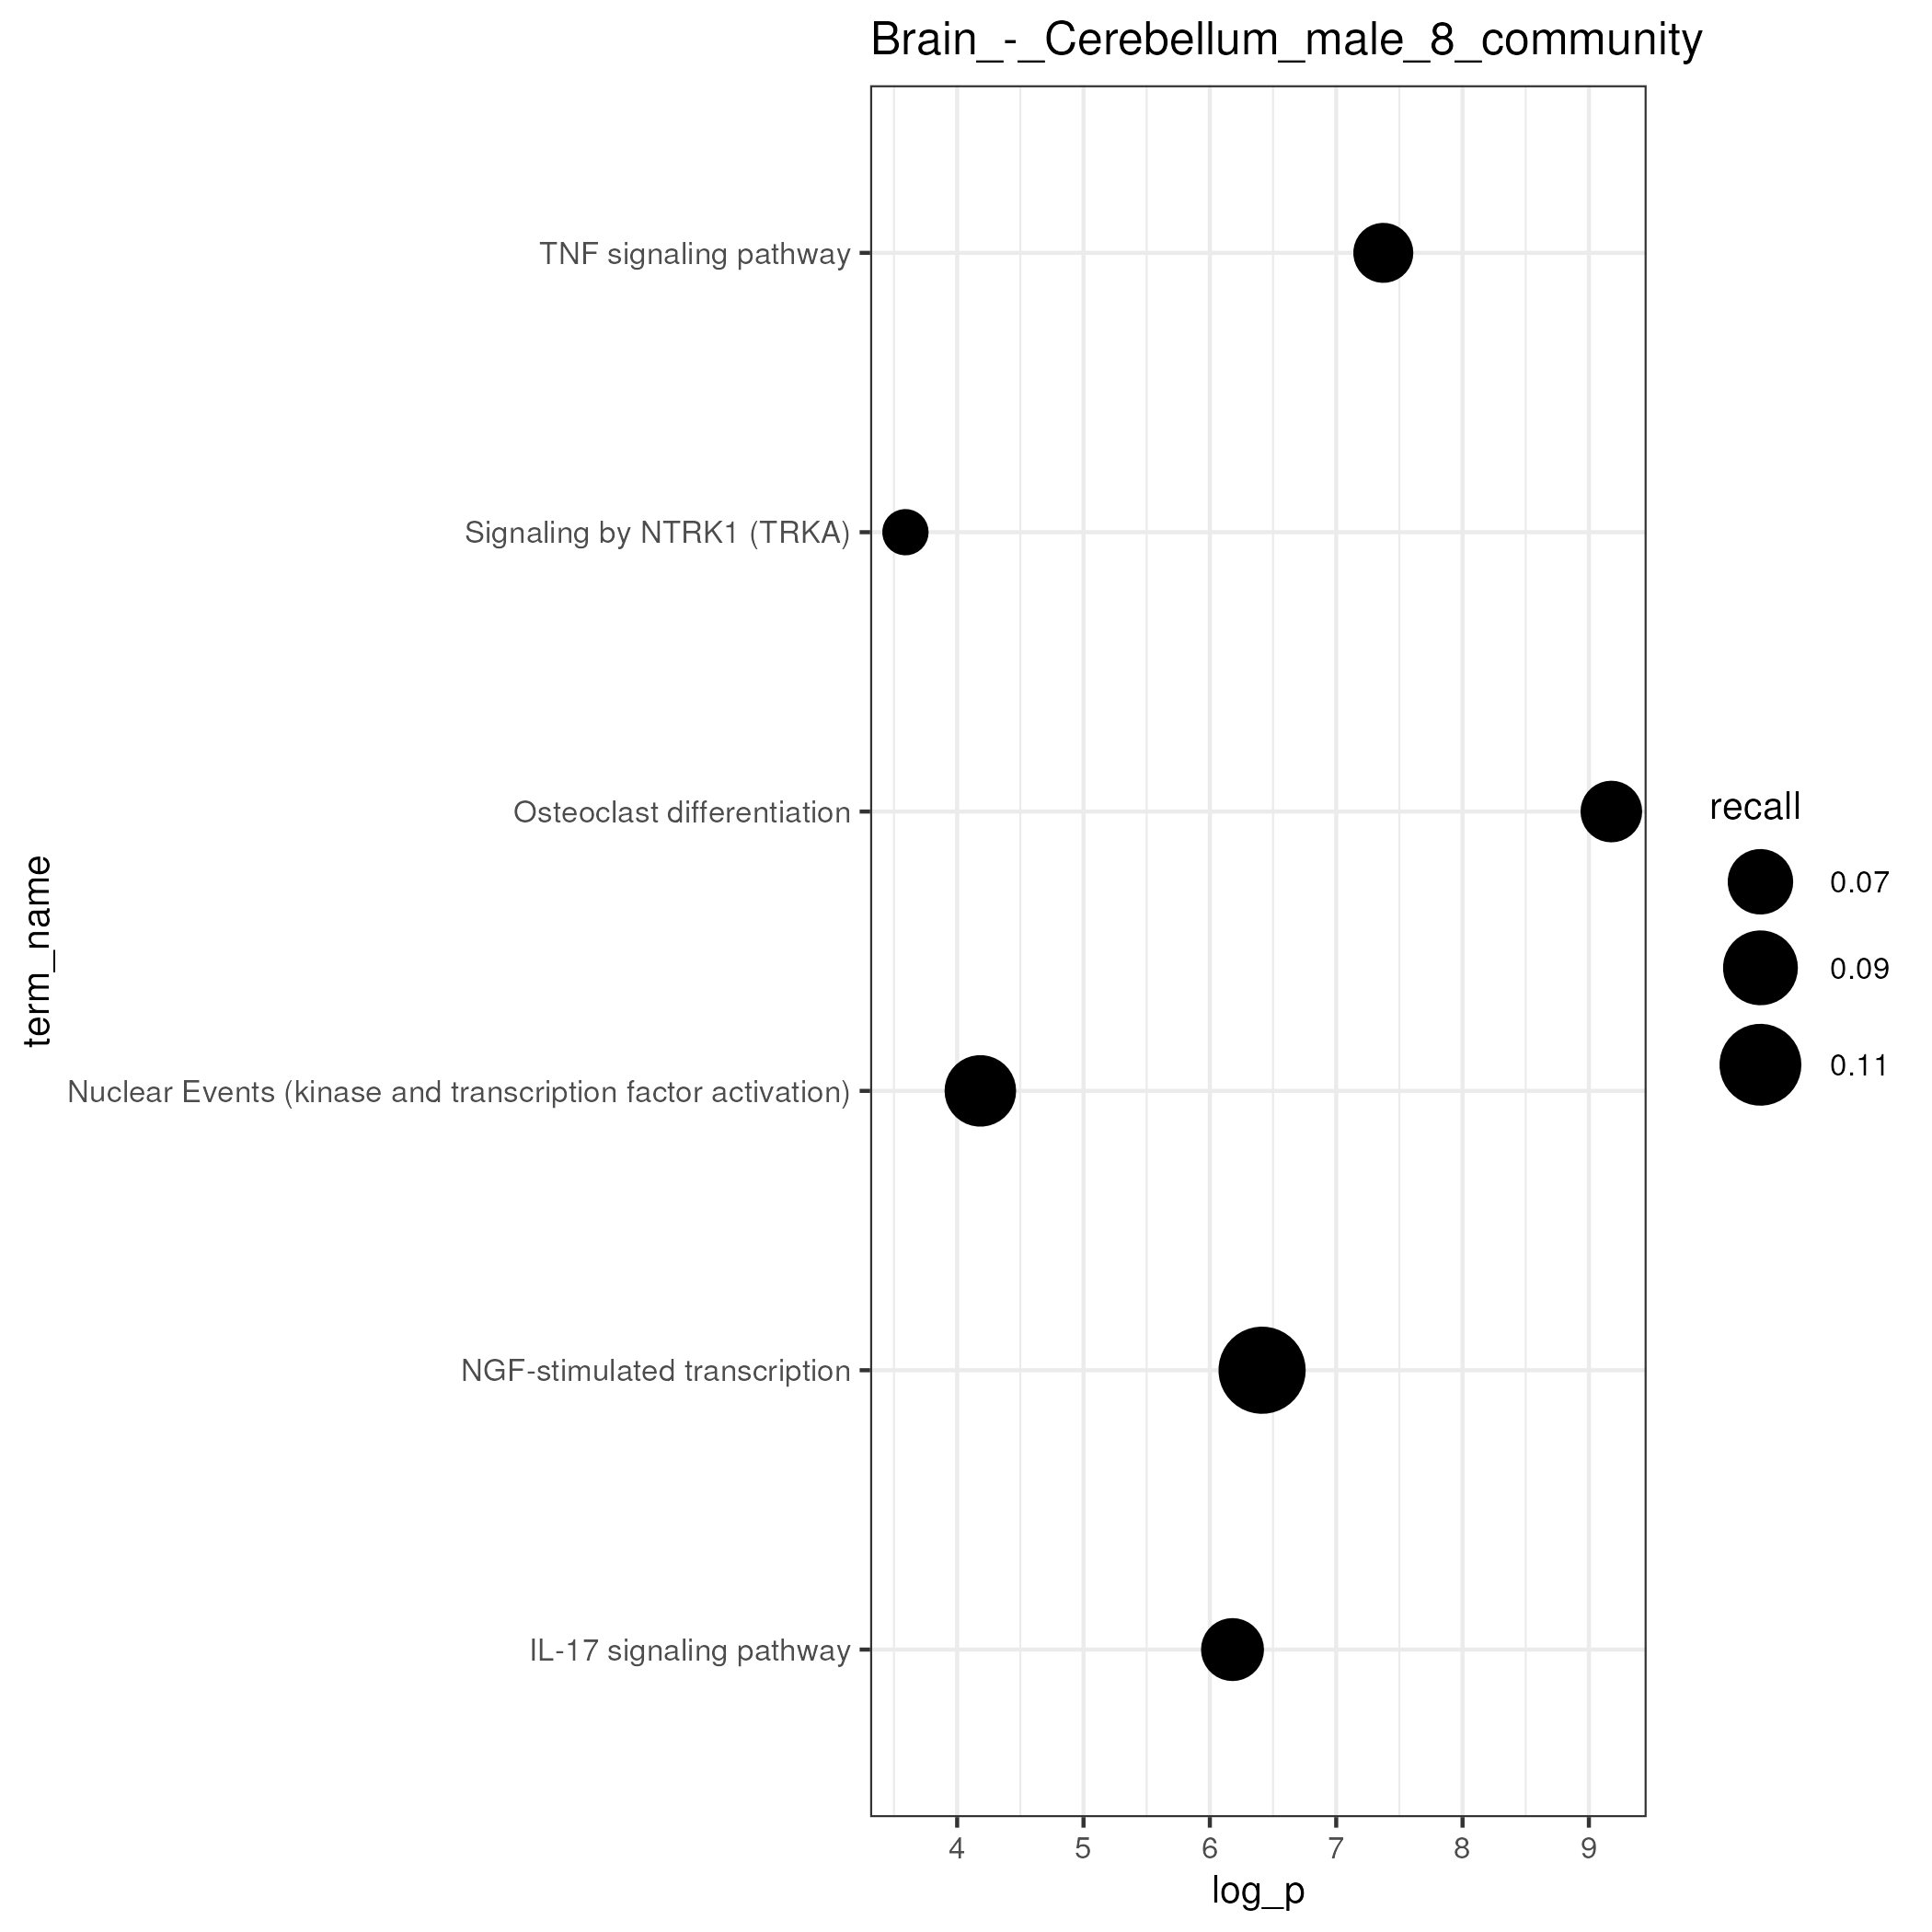 Brain_-_Cerebellum_male_8_community
TNF signaling pathway
Signaling by NTRK1 (TRKA)
Osteoclast differentiation
Nuclear Events (kinase and transcription factor activation)
NGF-stimulated transcription
IL-17 signaling pathway
term_name
4 5 6 7 8 9
log_p
recall
0.07
0.09
0.11